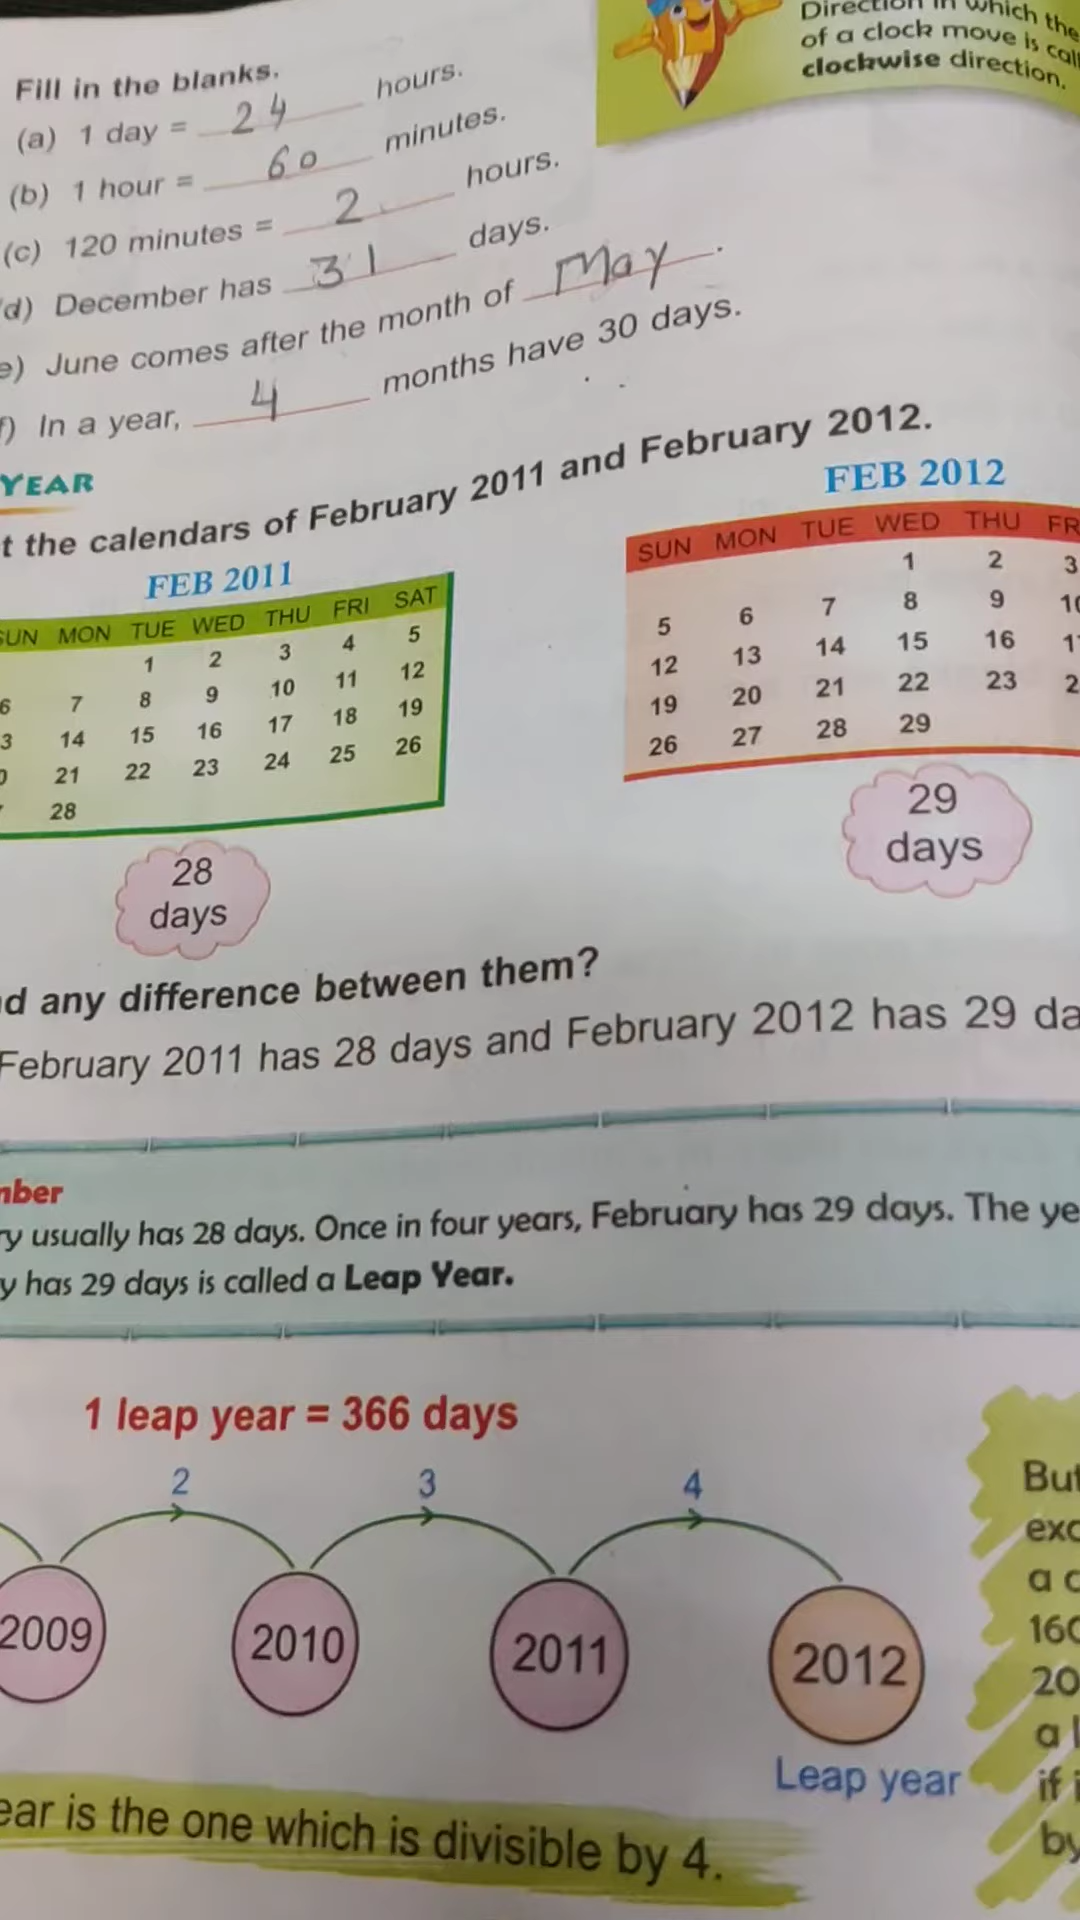 Direction in which the
of a clock move is
clockwise direction.
Fill in the blanks.
(a) 1 day = 24 hours.
(b) 1 hour = 60 minutes.
(c) 120 minutes = 2 hours.
d) December has 31 days.
e) June comes after the month of May.
f) In a year, 4 months have 30 days.
YEAR
t the calendars of February 2011 and February 2012.
FEB 2011
SUN MON TUE WED THU FRI SAT
1 2 3 4 5
6 7 8 9 10 11 12
3 14 15 16 17 18 19
0 21 22 23 24 25 26
28
28
days
FEB 2012
SUN MON TUE WED THU FR
1 2 3
5 6 7 8 9 10
12 13 14 15 16 1
19 20 21 22 23 2
26 27 28 29
29
days
d any difference between them?
February 2011 has 28 days and February 2012 has 29 da
mber
ry usually has 28 days. Once in four years, February has 29 days. The ye
y has 29 days is called a Leap Year.
1 leap year = 366 days
2 3 4
2009 2010 2011 2012
Leap year
ear is the one which is divisible by 4.
But
exc
a c
160
20
a l
if i
by